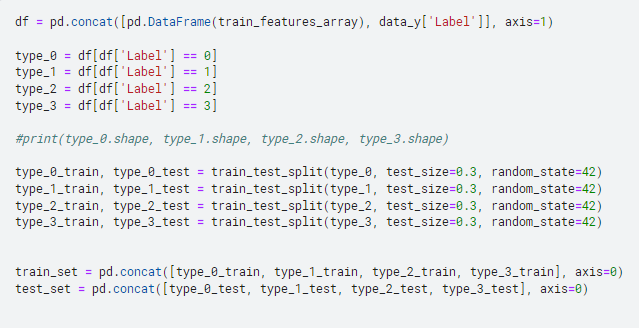 df = pd.concat([pd.DataFrame(train_features_array), data_y['Label']], axis=1)
type_0 = df[df['Label'] == 0]
type_1 = df[df['Label'] == 1]
type_2 = df[df['Label'] == 2]
type_3 = df[df['Label'] == 3]
#print(type_0.shape, type_1.shape, type_2.shape, type_3.shape)
type_0_train, type_0_test = train_test_split(type_0, test_size=0.3, random_state=42)
type_1_train, type_1_test = train_test_split(type_1, test_size=0.3, random_state=42)
type_2_train, type_2_test = train_test_split(type_2, test_size=0.3, random_state=42)
type_3_train, type_3_test = train_test_split(type_3, test_size=0.3, random_state=42)
train_set = pd.concat([type_0_train, type_1_train, type_2_train, type_3_train], axis=0)
test_set = pd.concat([type_0_test, type_1_test, type_2_test, type_3_test], axis=0)